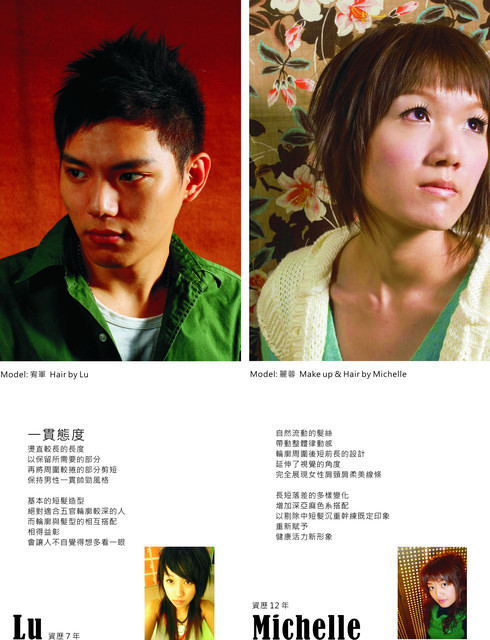 Model: 宥軍 Hair by Lu
Model: 麗蓉 Make up & Hair by Michelle
一貫態度
燙直較長的長度
以保留所需要的部分
再將周圍較捲的部分剪短
保持男性一貫帥勁風格
基本的短髮造型
絕對適合五官輪廓較深的人
而輪廓與髮型的相互搭配
相得益彰
會讓人不自覺得想多看一眼
Lu 資歷 7 年
自然流動的髮絲
帶動整體律動感
輪廓周圍後短前長的設計
延伸了視覺的角度
完全展現女性肩頸肩柔美線條
長短落差的多樣變化
增加深亞麻色系搭配
以剔除中短髮沉重幹練既定印象
重新賦予
健康活力新形象
資歷 12 年
Michelle